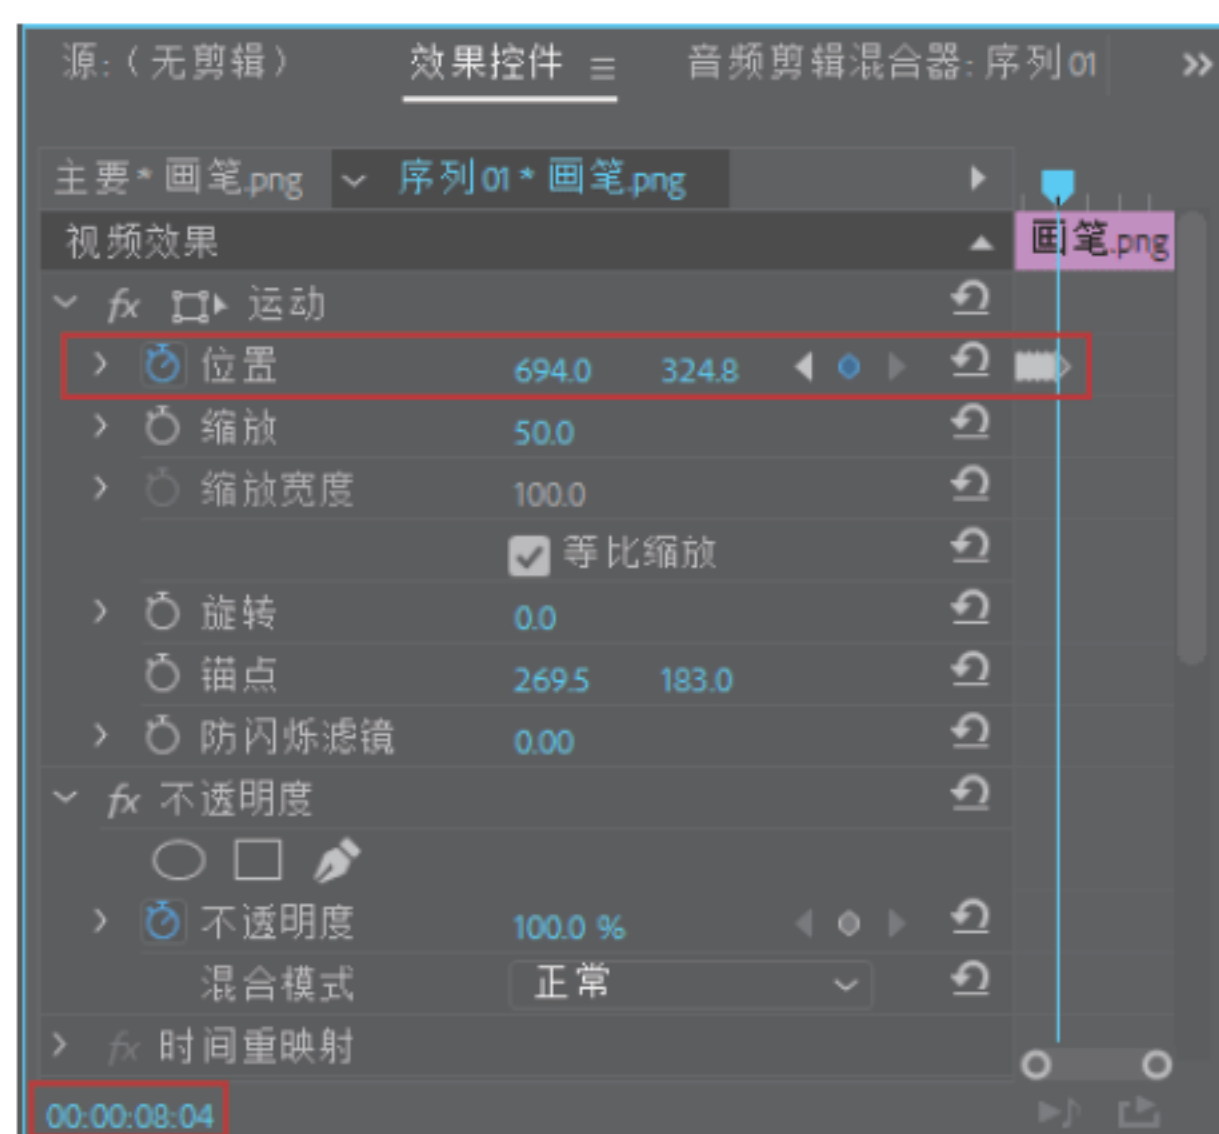 源:（无剪辑） 效果控件 音频剪辑混合器: 序列 01
主要 * 画笔.png 序列 01 * 画笔.png
视频效果 画笔.png
fx 运动
位置 694.0 324.8
缩放 50.0
缩放宽度 100.0
等比缩放
旋转 0.0
锚点 269.5 183.0
防闪烁滤镜 0.00
fx 不透明度
不透明度 100.0 %
混合模式 正常
fx 时间重映射
00:00:08:04